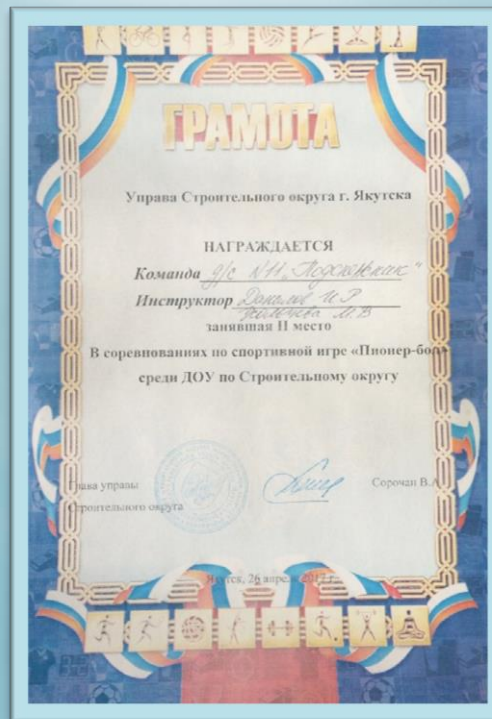 ГРАМОТА
Управа Строительного округа г. Якутска
НАГРАЖДАЕТСЯ
Команда д/с №11 „Подснежник“
Инструктор
М.В
занявшая II место
В соревнованиях по спортивной игре «Пионер-бол»
среди ДОУ по Строительному округу
Глава управы Сорочан В.А
Строительного округа
Якутск, 26 апреля 2017 г.